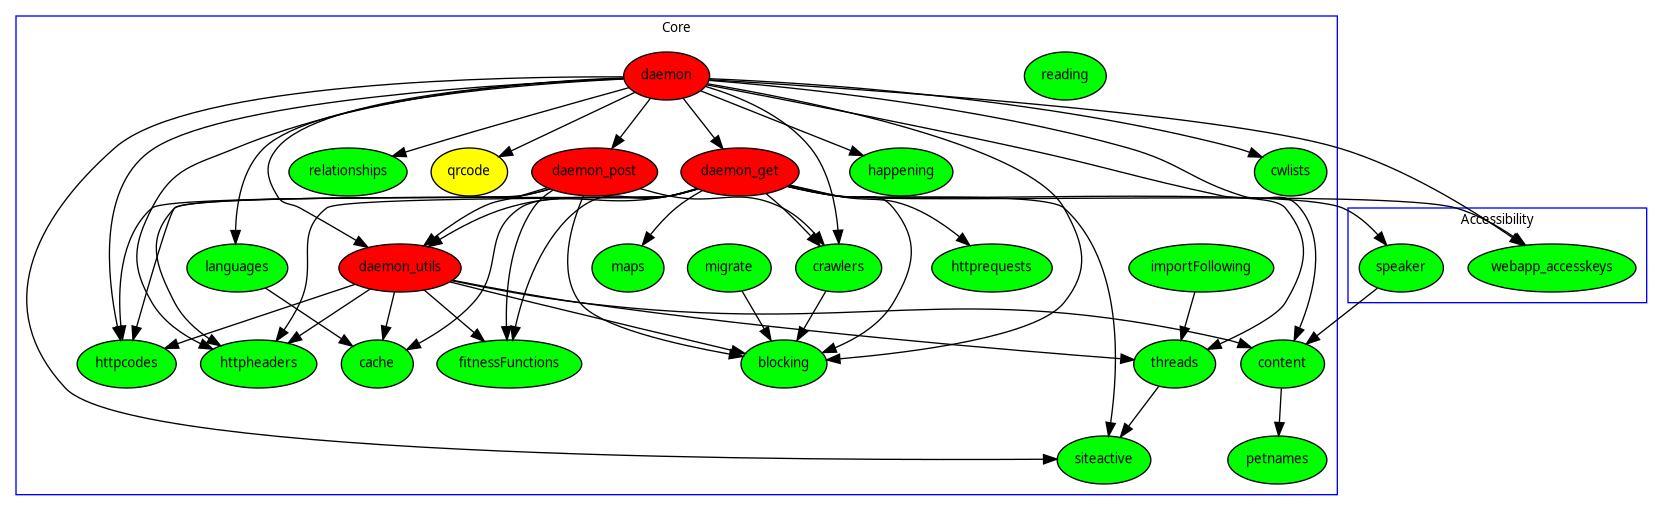 Core
daemon
reading
relationships
qrcode
daemon_post
daemon_get
happening
cwlists
Accessibility
languages
daemon_utils
maps
migrate
crawlers
httprequests
importFollowing
speaker
webapp_accesskeys
httpcodes
httpheaders
cache
fitnessFunctions
blocking
threads
content
siteactive
petnames